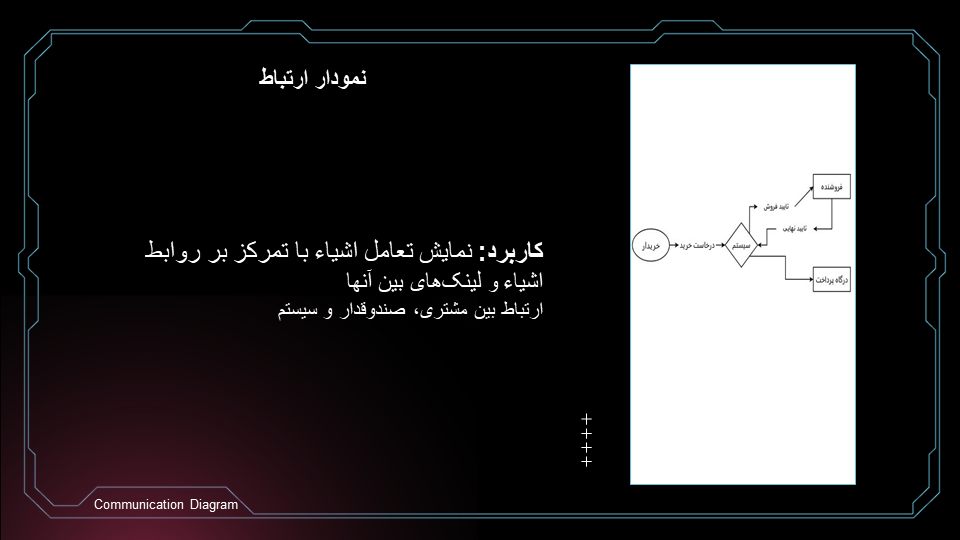 نمودار ارتباط
کاربرد: نمایش تعامل اشیاء با تمرکز بر روابط
اشیاء و لینک‌های بین آنها
ارتباط بین مشتری، صندوقدار و سیستم
فروشنده
تایید فروش
تایید نهایی
خریدار
درخاست خرید
سیستم
درگاه پرداخت
Communication Diagram